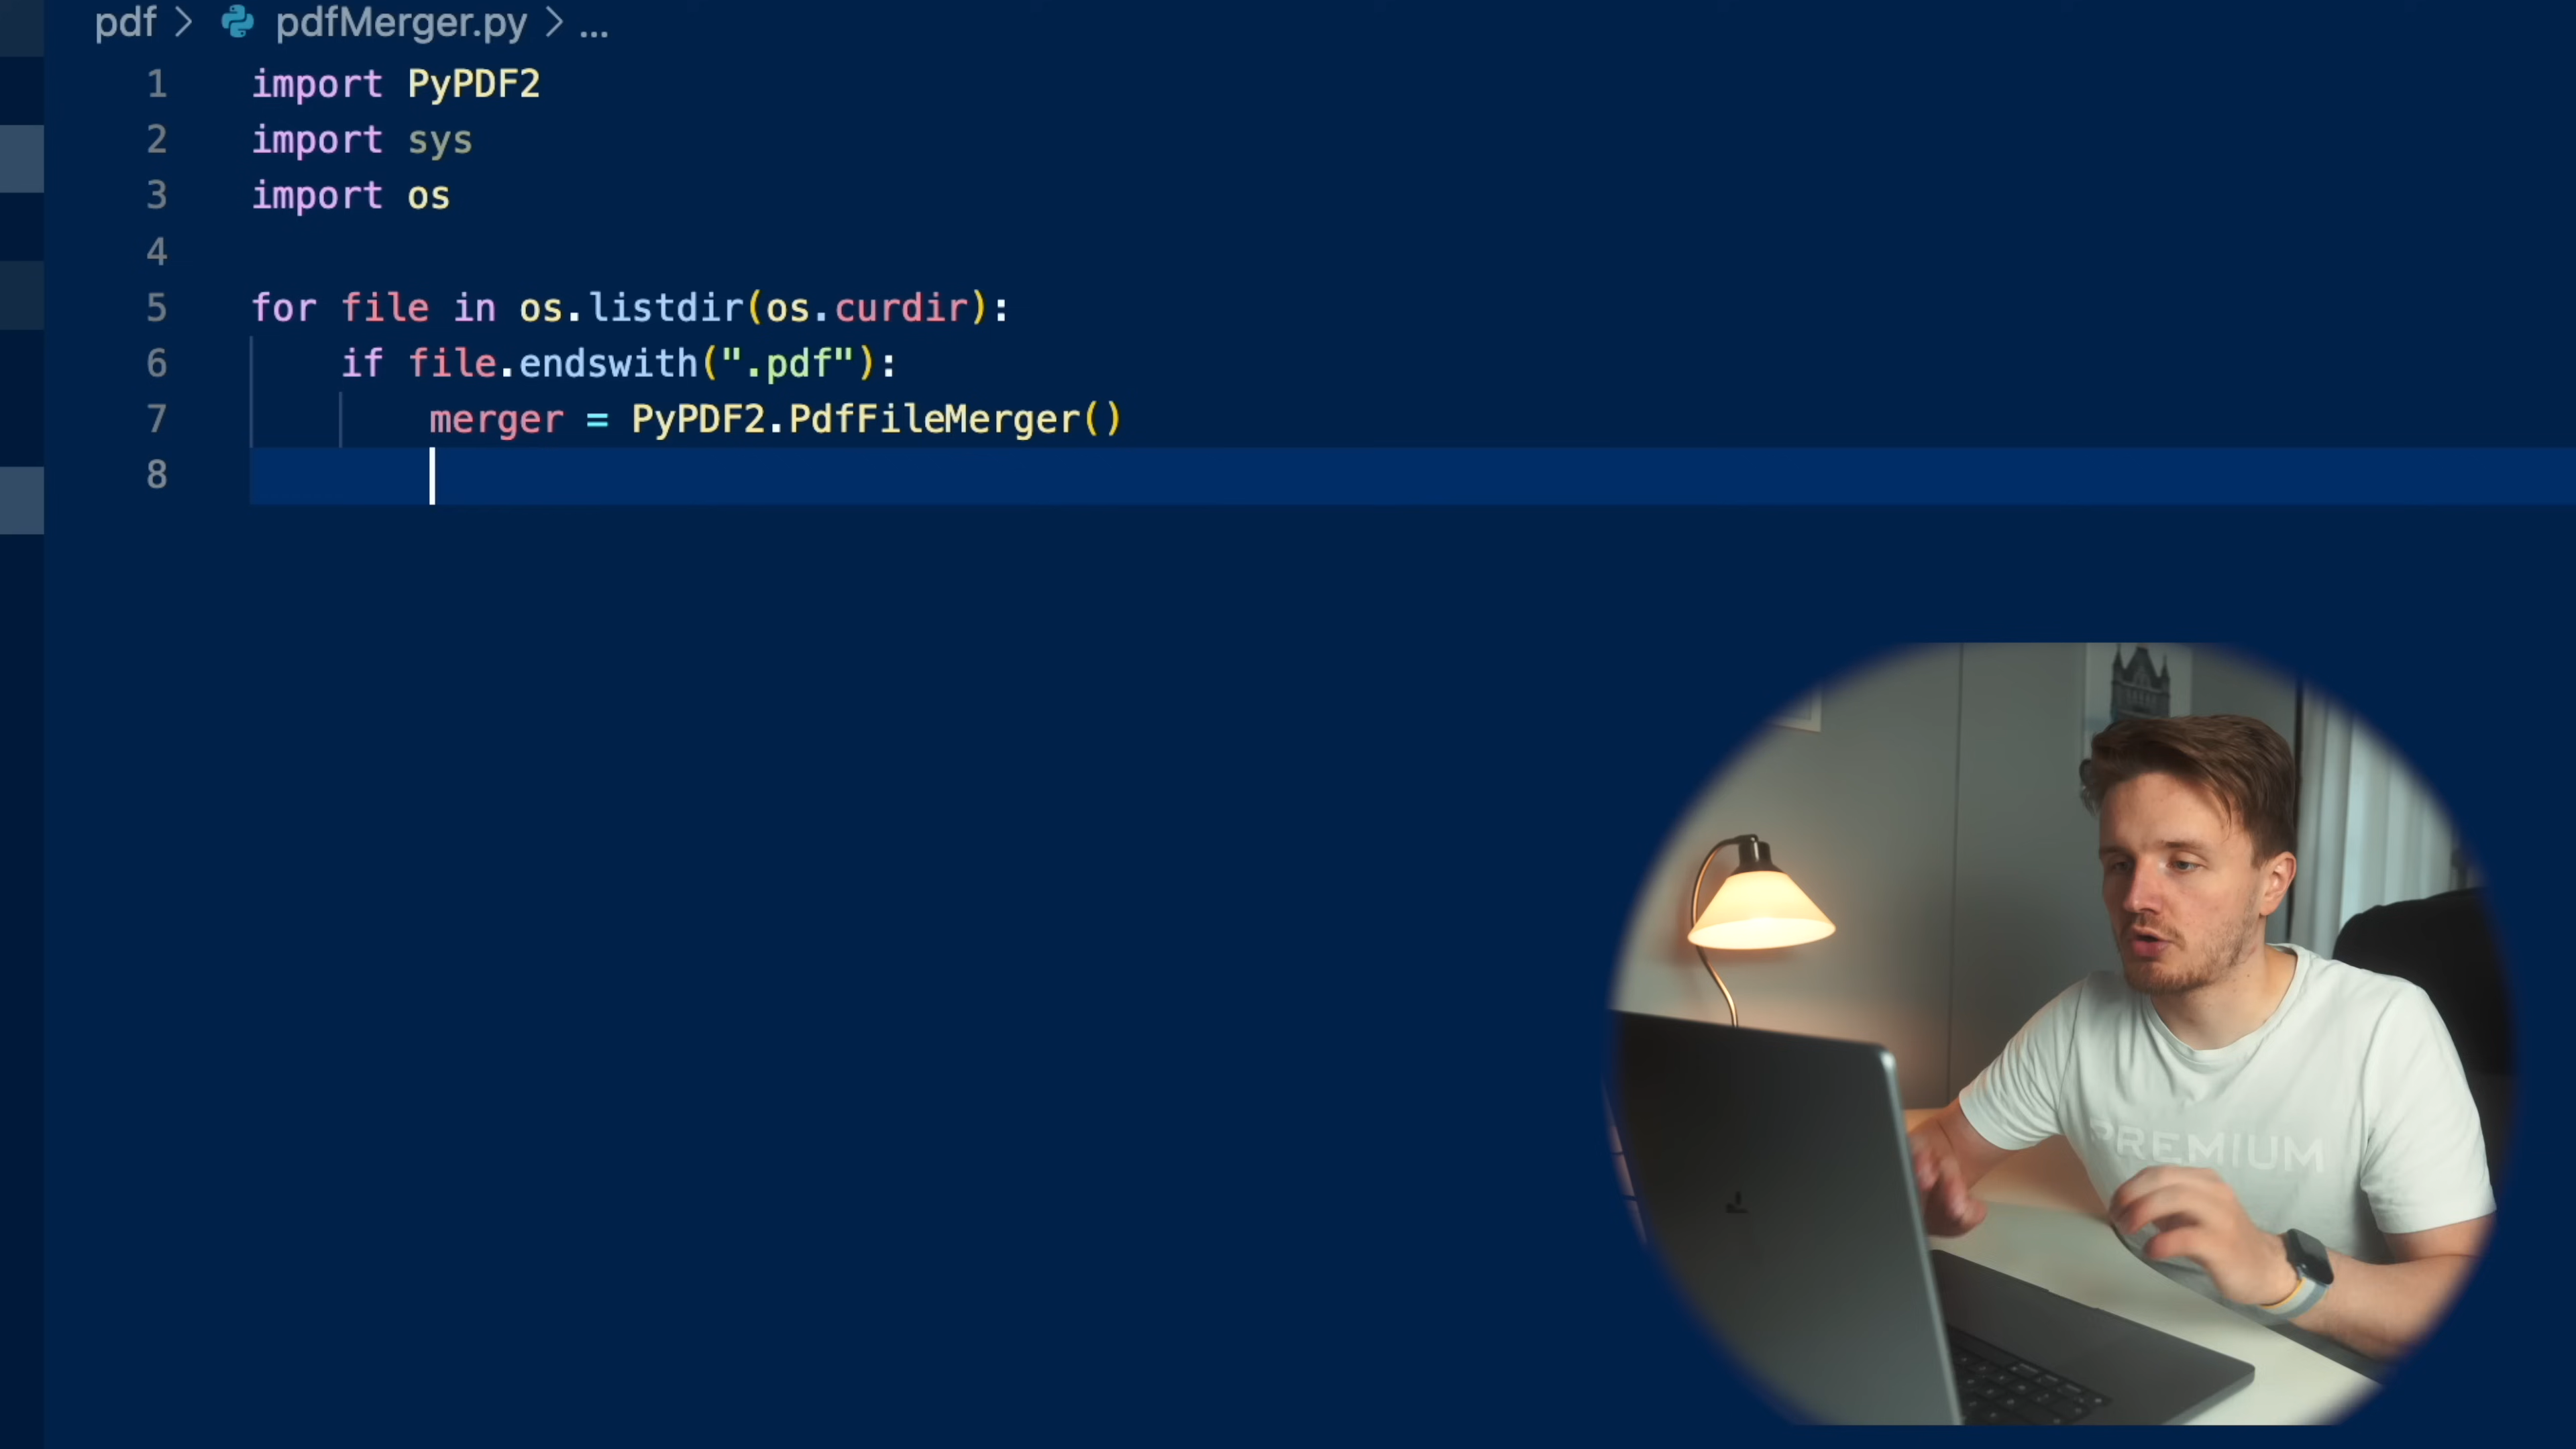 pdf > pdfMerger.py > ...
1 import PyPDF2
2 import sys
3 import os
4
5 for file in os.listdir(os.curdir):
6     if file.endswith(".pdf"):
7         merger = PyPDF2.PdfFileMerger()
8
PREMIUM